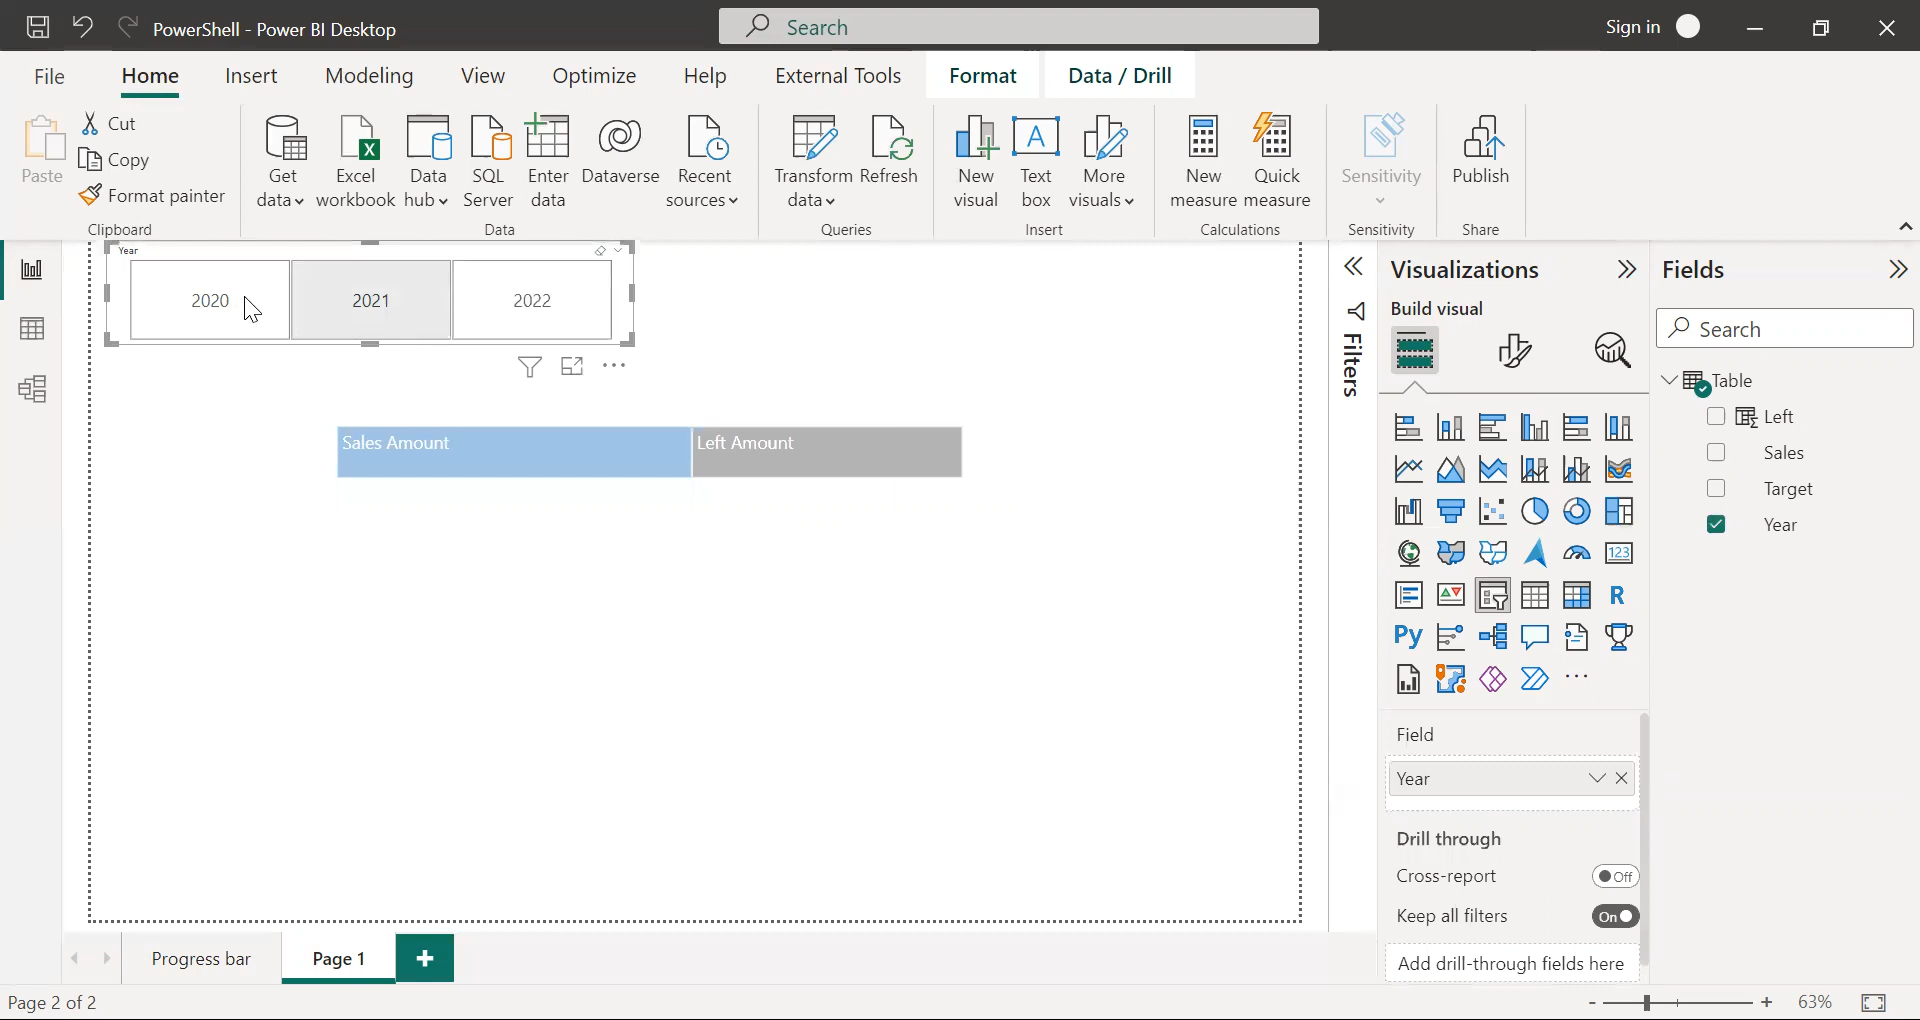 PowerShell - Power BI Desktop
Search
Sign in
File
Home
Insert
Modeling
View
Optimize
Help
External Tools
Format
Data / Drill
Paste
Cut
Copy
Format painter
Clipboard
Get data
Excel workbook
Data hub
SQL Server
Enter data
Dataverse
Recent sources
Data
Transform data
Refresh
Queries
New visual
Text box
More visuals
Insert
New measure
Quick measure
Calculations
Sensitivity
Sensitivity
Publish
Share
Year
2020
2021
2022
Sales Amount
Left Amount
Filters
Visualizations
Build visual
123
R
Py
Field
Year
Drill through
Cross-report
Off
Keep all filters
On
Add drill-through fields here
Fields
Search
Table
Left
Sales
Target
Year
Progress bar
Page 1
Page 2 of 2
63%